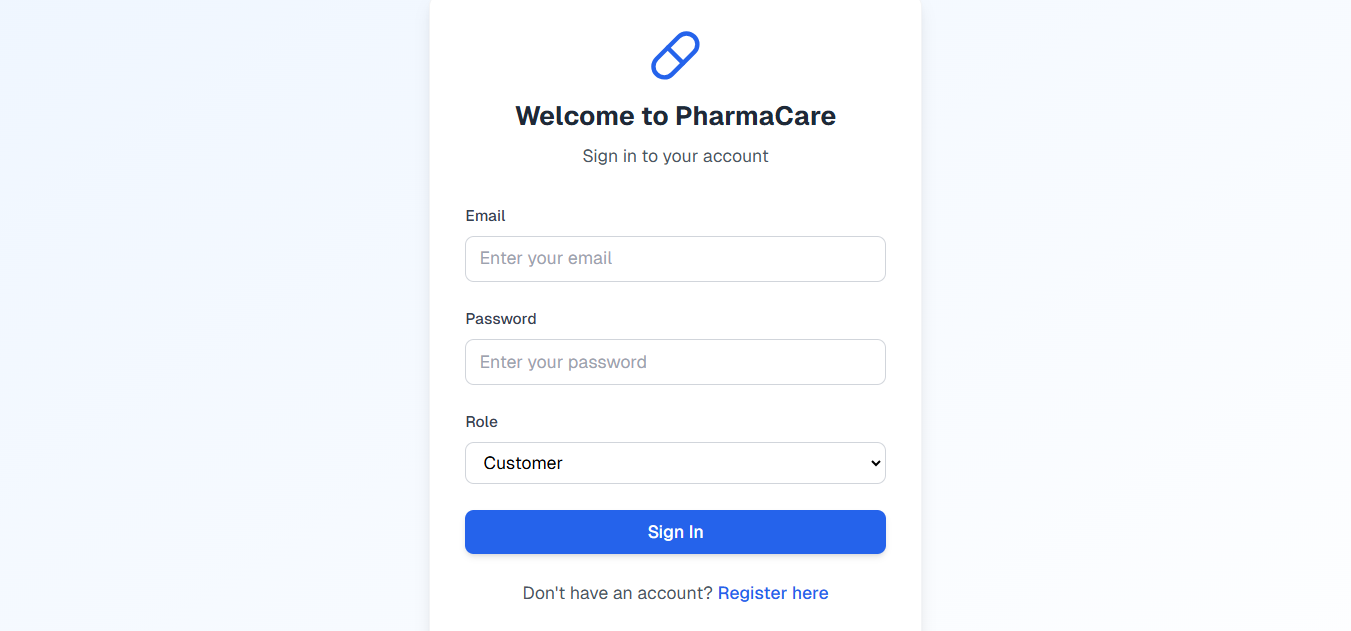 Welcome to PharmaCare
Sign in to your account
Email
Enter your email
Password
Enter your password
Role
Customer
Sign In
Don't have an account? Register here